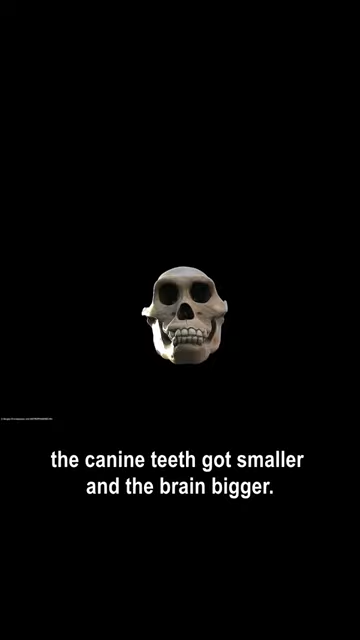 the canine teeth got smaller
and the brain bigger.